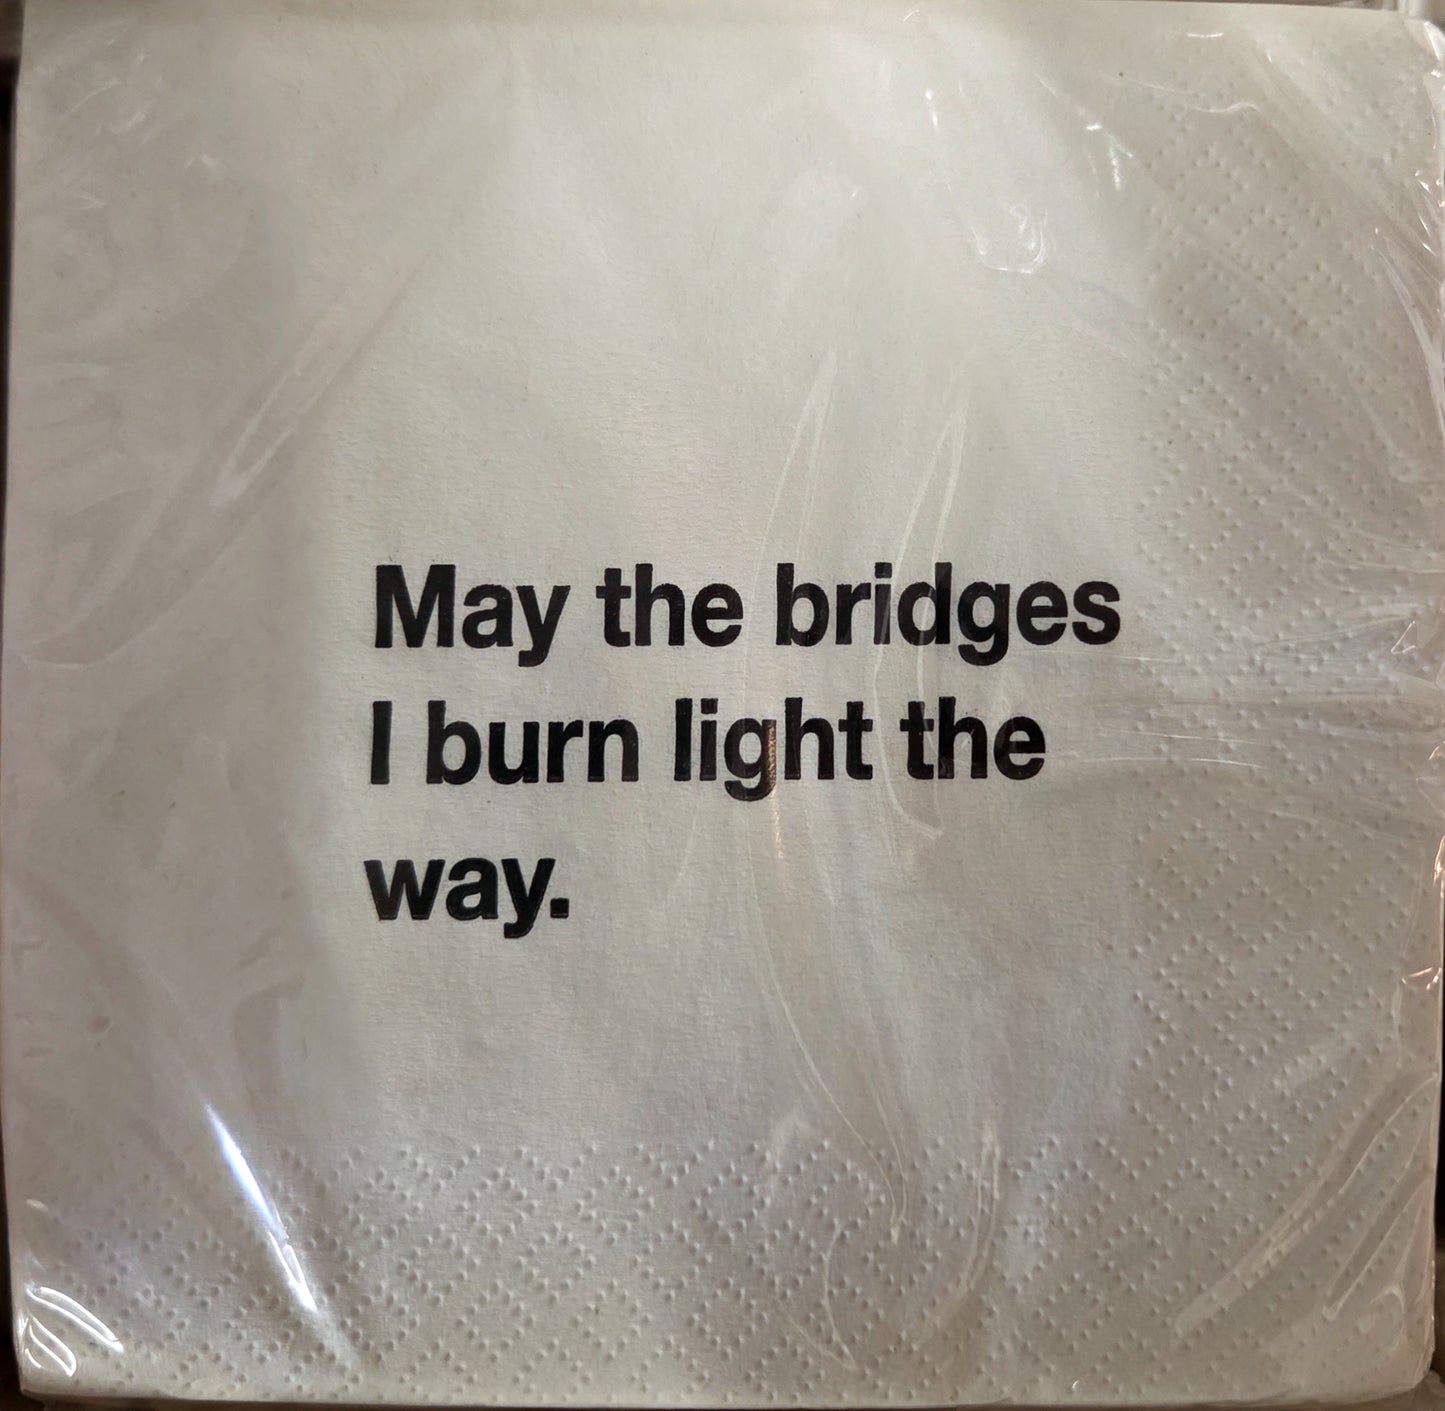 May the bridges
I burn light the
way.